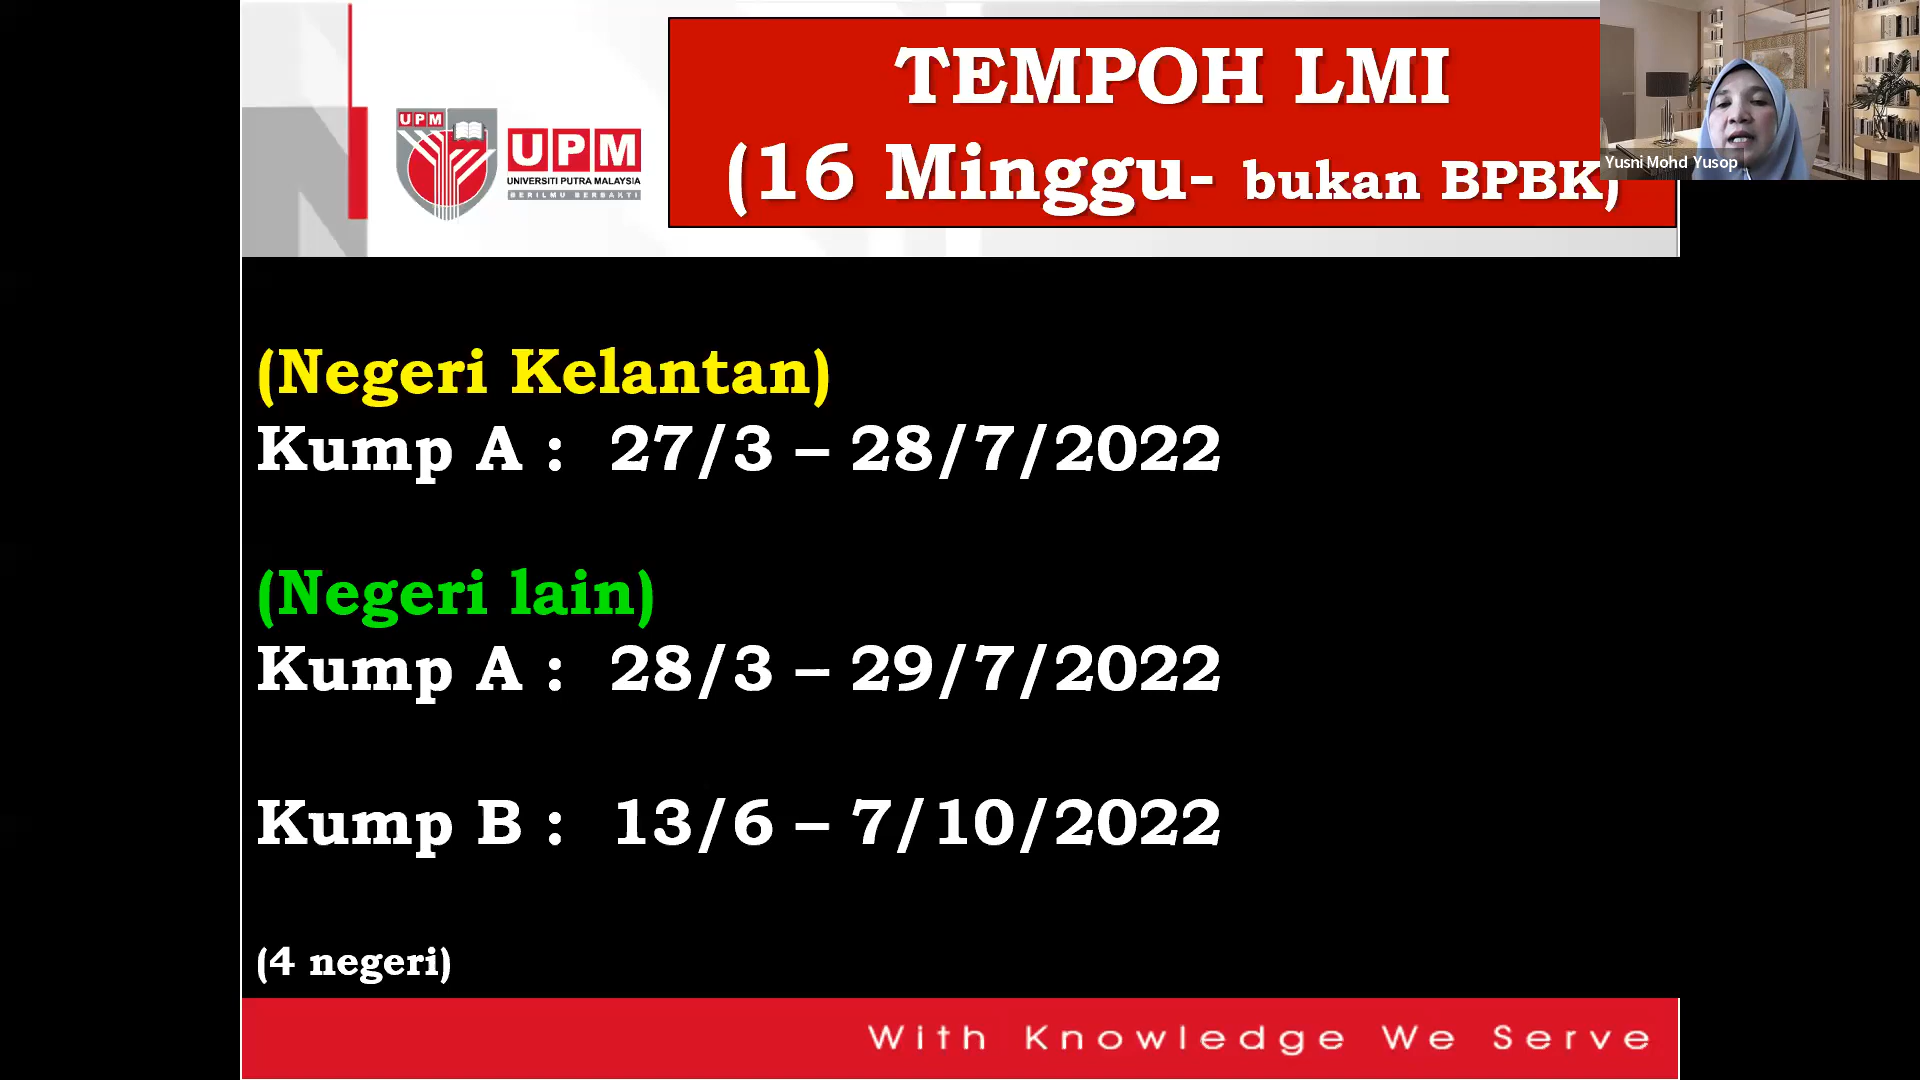 UPM
UPM
UNIVERSITI PUTRA MALAYSIA
BERILMU BERBAKTI
TEMPOH LMI
(16 Minggu- bukan BPBK)
Yusni Mohd Yusop
(Negeri Kelantan)
Kump A : 27/3 – 28/7/2022
(Negeri lain)
Kump A : 28/3 – 29/7/2022
Kump B : 13/6 – 7/10/2022
(4 negeri)
With Knowledge We Serve